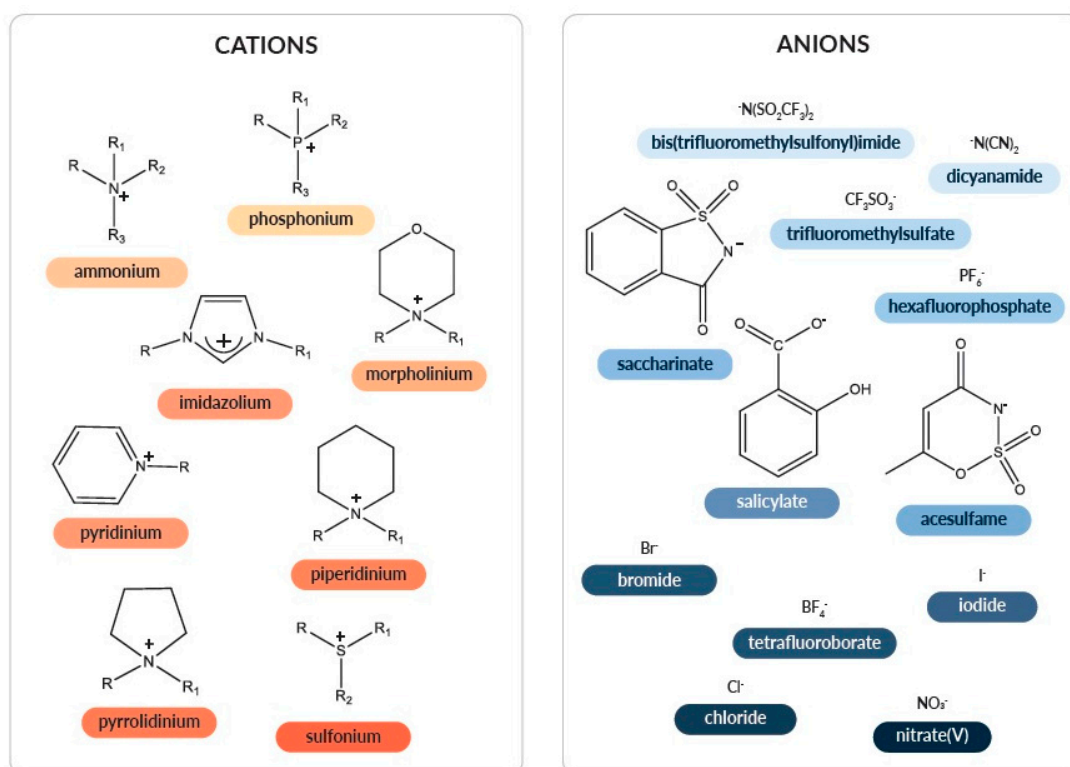 CATIONS
R
R₁
R₂
N
+
R₃
ammonium
R
R₁
R₂
P
+
R₃
phosphonium
O
N
+
R
R₁
morpholinium
N
N
+
R
R₁
imidazolium
N
+
R
pyridinium
N
+
R
R₁
piperidinium
N
+
R
R₁
pyrrolidinium
R
R₁
S
+
R₂
sulfonium
ANIONS
⁻N(SO₂CF₃)₂
bis(trifluoromethylsulfonyl)imide
⁻N(CN)₂
dicyanamide
O
O
S
N⁻
O
saccharinate
CF₃SO₃⁻
trifluoromethylsulfate
PF₆⁻
hexafluorophosphate
O
O⁻
C
OH
salicylate
O
N⁻
S
O
O
O
acesulfame
Br⁻
bromide
I⁻
iodide
BF₄⁻
tetrafluoroborate
Cl⁻
chloride
NO₃⁻
nitrate(V)